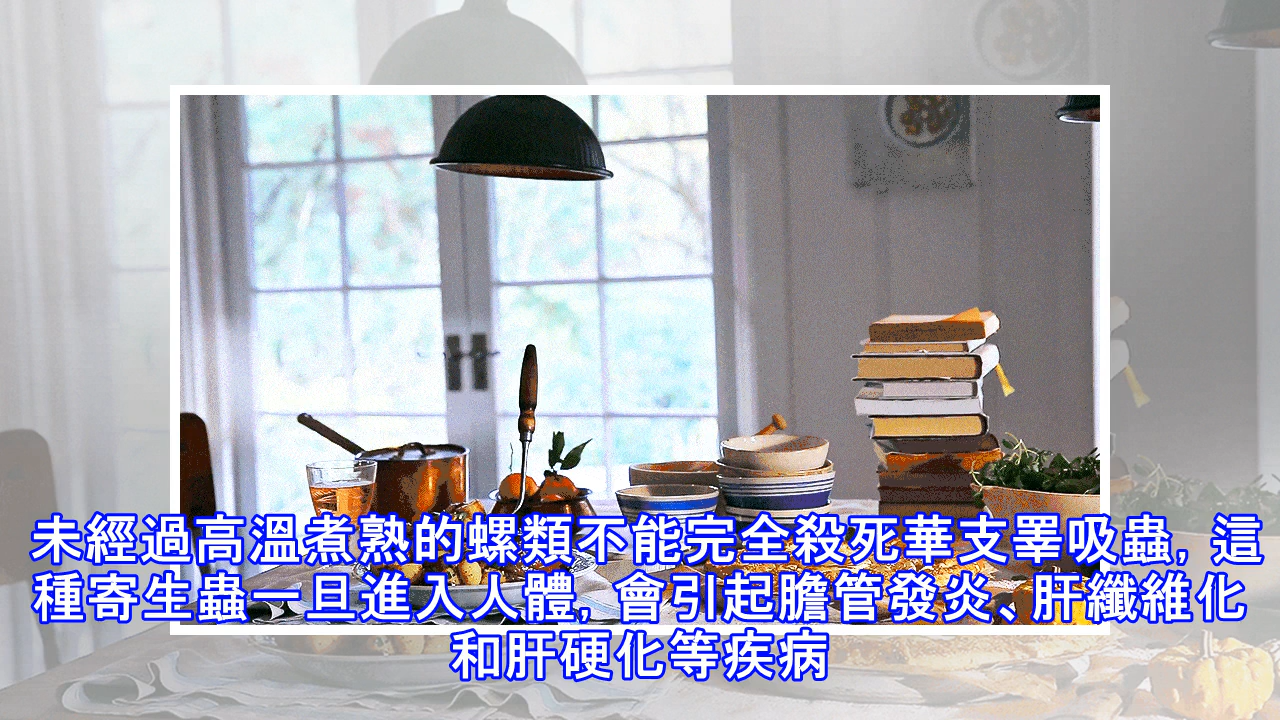 未經過高溫煮熟的螺類不能完全殺死華支睪吸蟲, 這
種寄生蟲一旦進入人體, 會引起膽管發炎、肝纖維化
和肝硬化等疾病